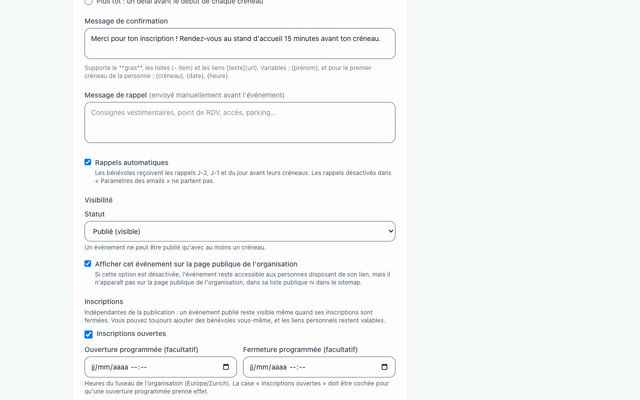 Plus tôt : un délai avant le début de chaque créneau
Message de confirmation
Merci pour ton inscription ! Rendez-vous au stand d'accueil 15 minutes avant ton créneau.
Supporte le **gras**, les listes (- item) et les liens [texte](url). Variables : {prénom}, et pour le premier
créneau de la personne : {créneau}, {date}, {heure}.
Message de rappel (envoyé manuellement avant l'événement)
Consignes vestimentaires, point de RDV, accès, parking...
Rappels automatiques
Les bénévoles reçoivent les rappels J-2, J-1 et du jour avant leurs créneaux. Les rappels désactivés dans
« Paramètres des emails » ne partent pas.
Visibilité
Statut
Publié (visible)
Un événement ne peut être publié qu'avec au moins un créneau.
Afficher cet événement sur la page publique de l'organisation
Si cette option est désactivée, l'événement reste accessible aux personnes disposant de son lien, mais il
n'apparaît pas sur la page publique de l'organisation, dans sa liste publique ni dans le sitemap.
Inscriptions
Indépendantes de la publication : un événement publié reste visible même quand ses inscriptions sont
fermées. Vous pouvez toujours ajouter des bénévoles vous-même, et les liens personnels restent valables.
Inscriptions ouvertes
Ouverture programmée (facultatif) Fermeture programmée (facultatif)
jj/mm/aaaa --:-- jj/mm/aaaa --:--
Heures du fuseau de l'organisation (Europe/Zurich). La case « Inscriptions ouvertes » doit être cochée pour
qu'une ouverture programmée prenne effet.